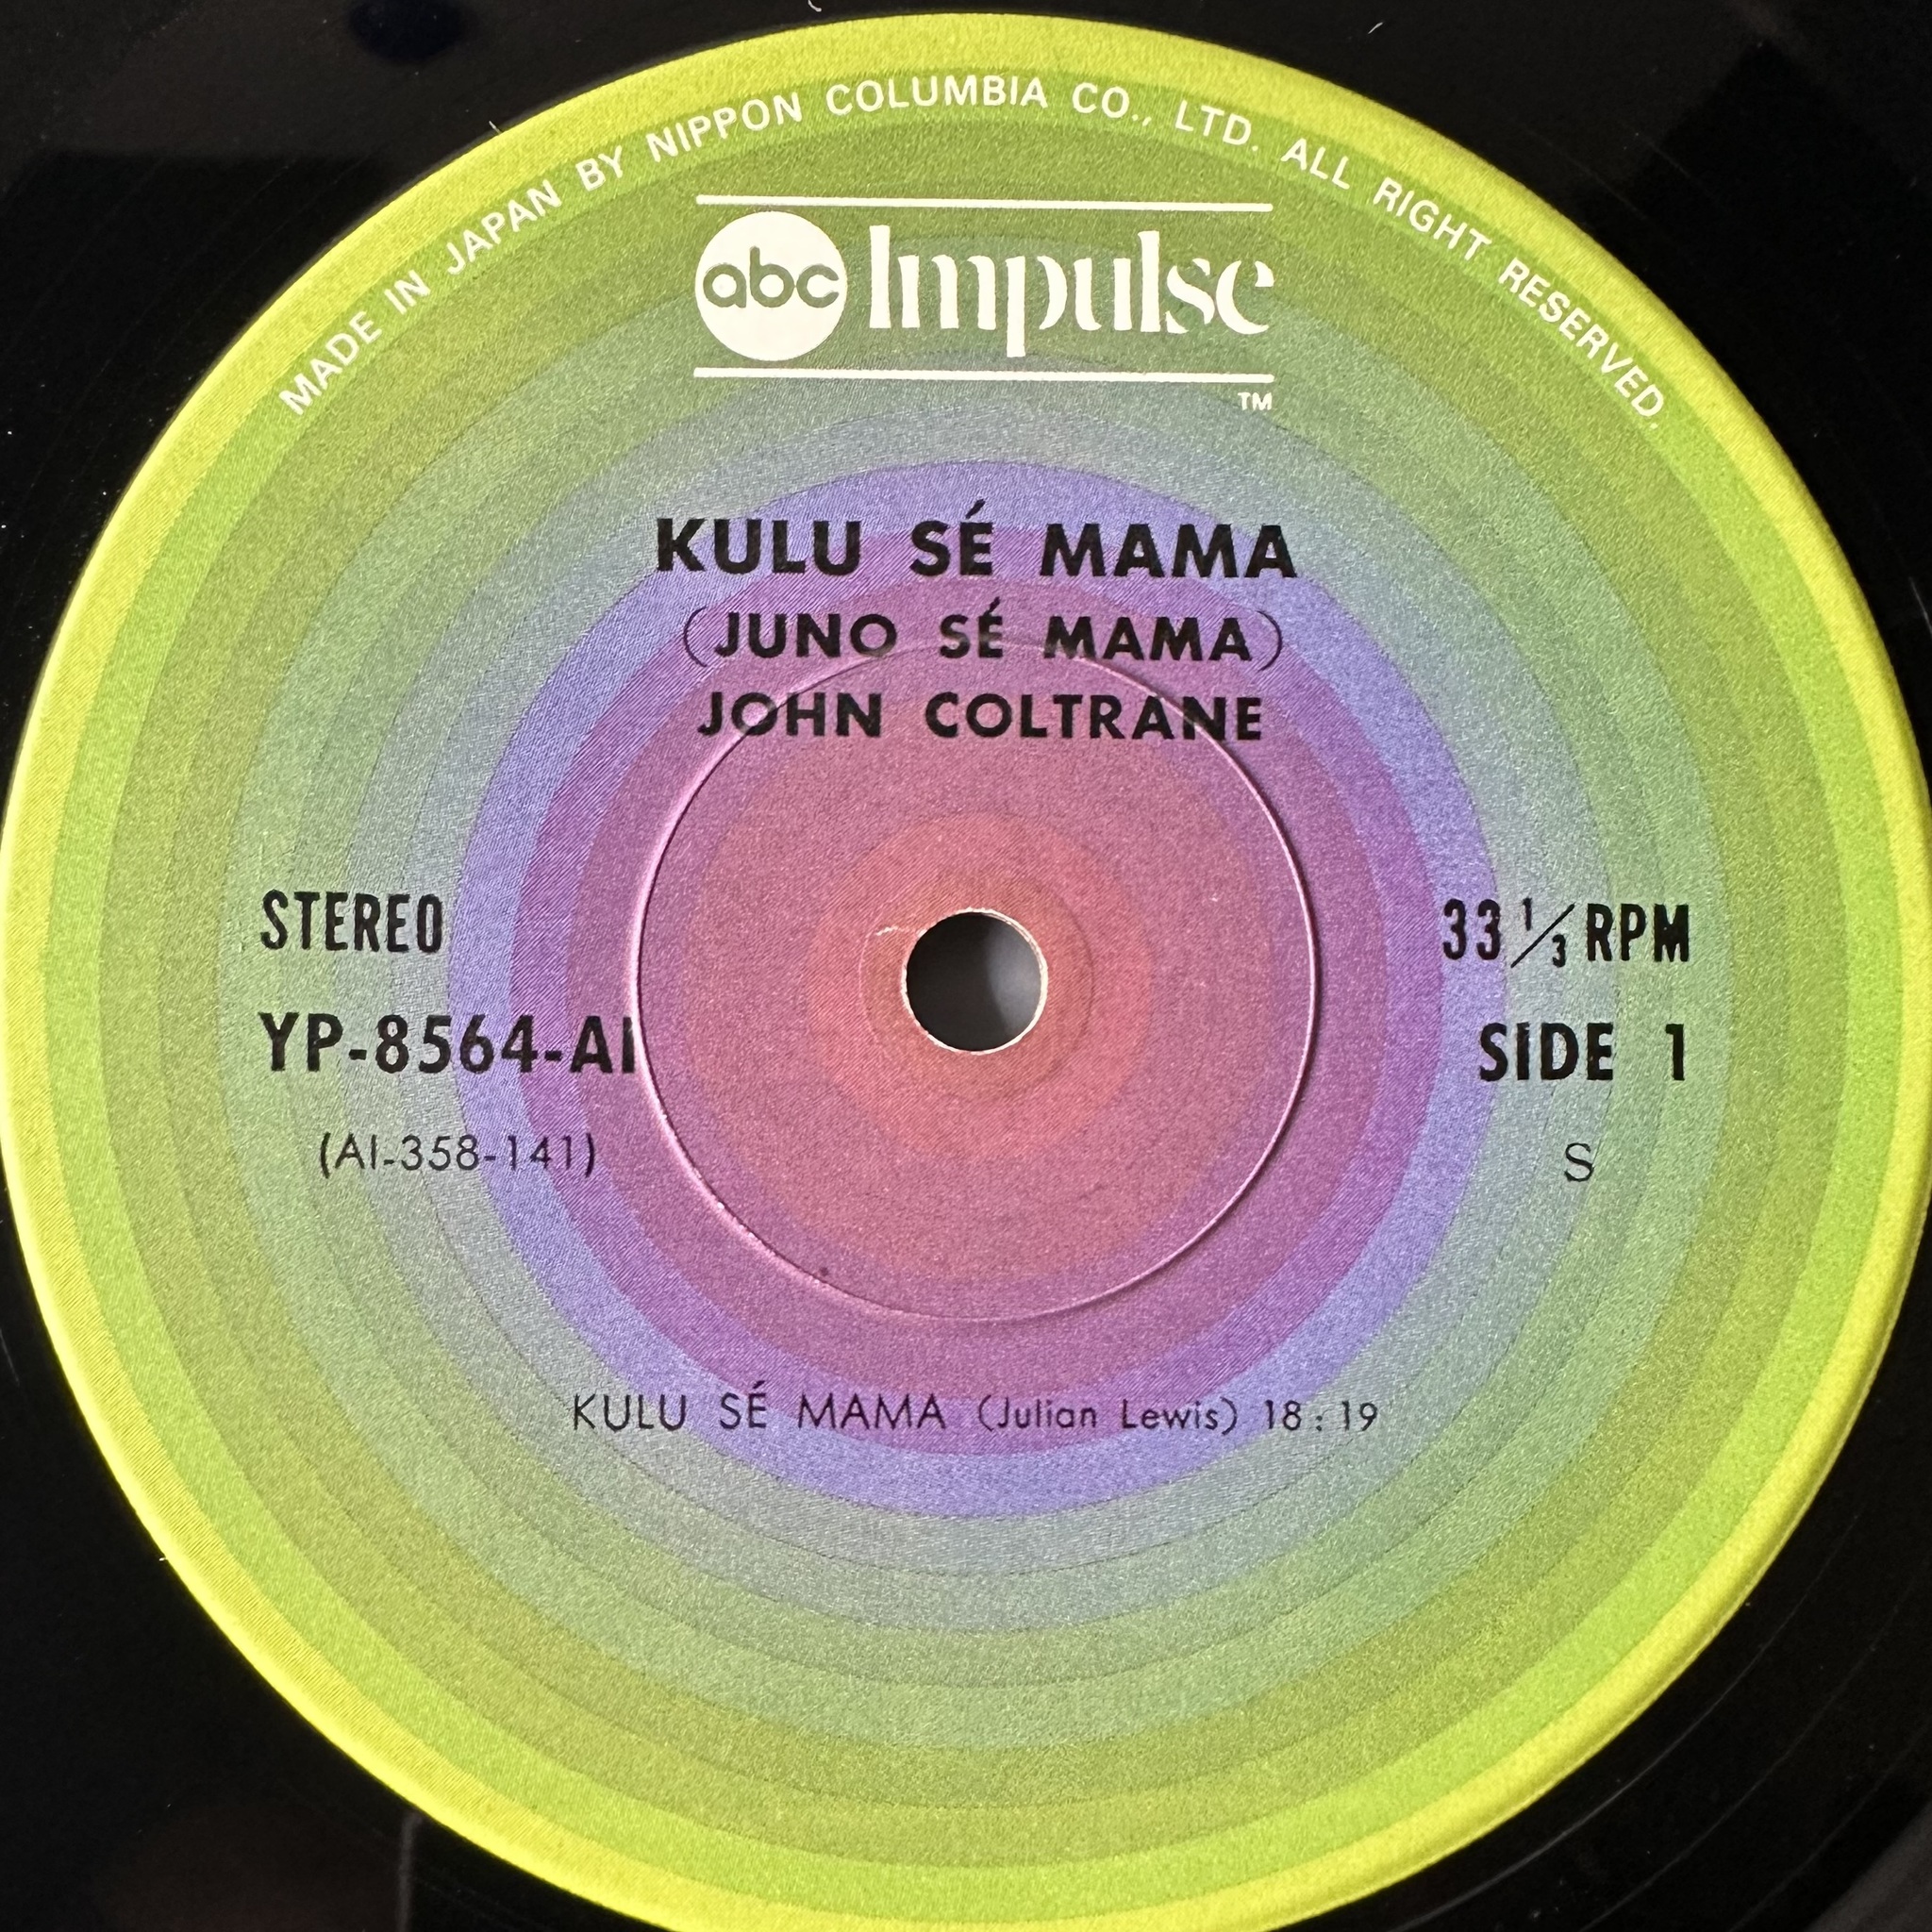 MADE IN JAPAN BY NIPPON COLUMBIA CO., LTD. ALL RIGHT RESERVED.
abc Impulse
TM
KULU SÉ MAMA
(JUNO SÉ MAMA)
JOHN COLTRANE
STEREO
33 1/3 RPM
YP-8564-AI
SIDE 1
(AI-358-141)
S
KULU SÉ MAMA (Julian Lewis) 18:19